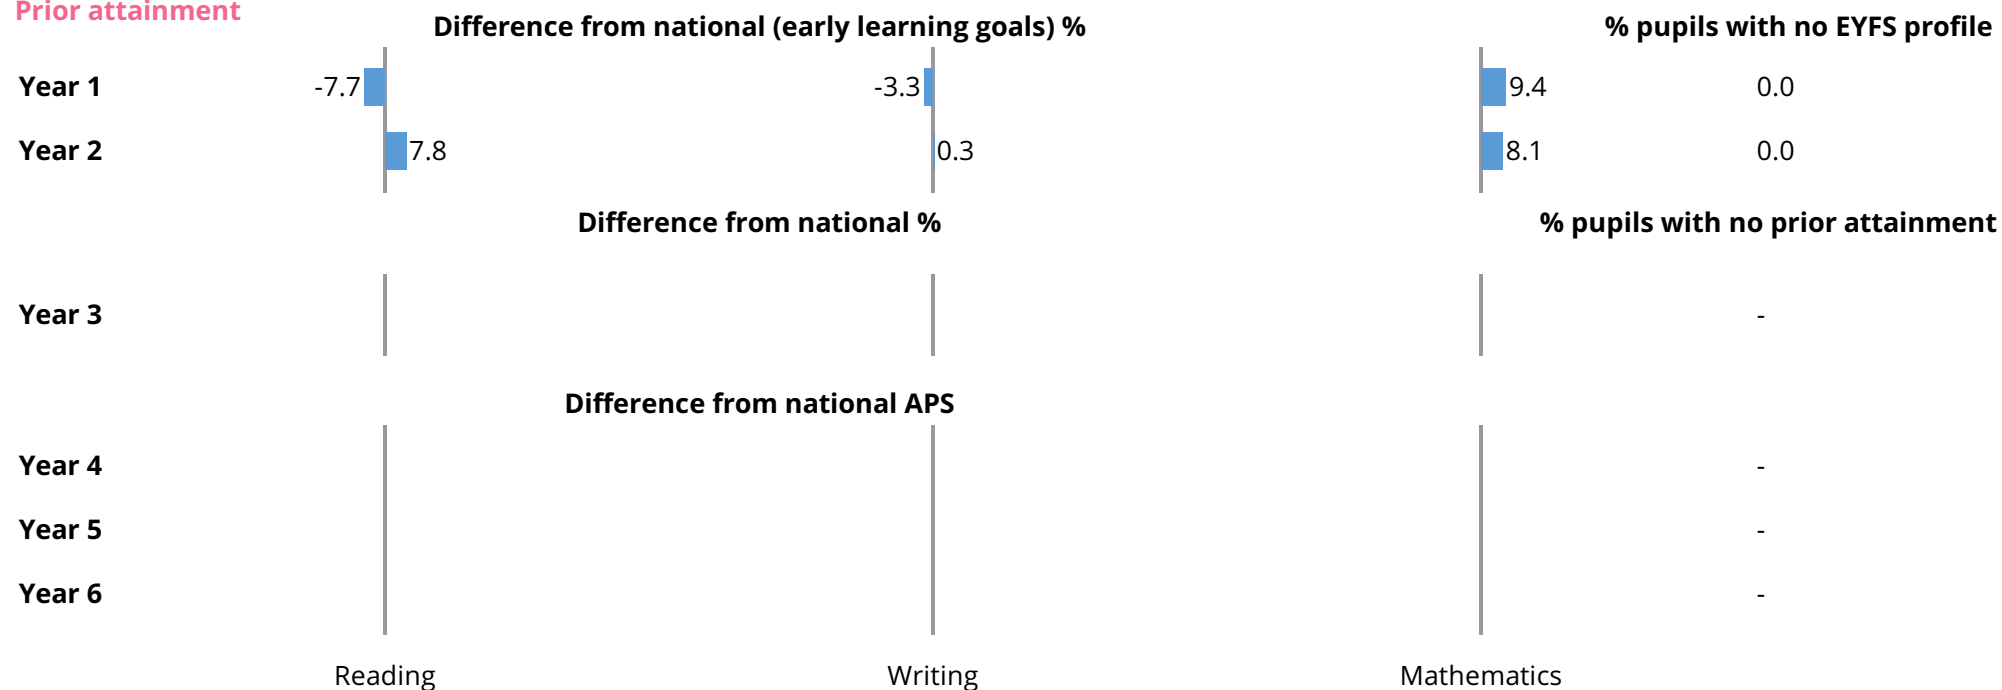 Prior attainment
Difference from national (early learning goals) % % pupils with no EYFS profile
Year 1 -7.7 -3.3 9.4 0.0
Year 2 7.8 0.3 8.1 0.0
Difference from national % % pupils with no prior attainment
Year 3 -
Difference from national APS
Year 4 -
Year 5 -
Year 6 -
Reading Writing Mathematics